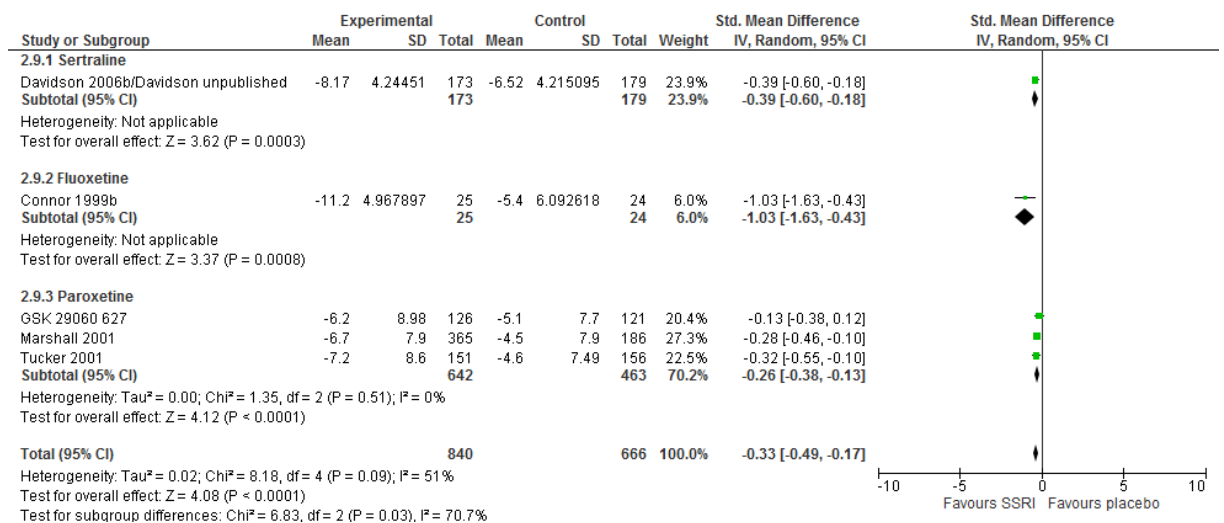 Experimental Control Std. Mean Difference Std. Mean Difference
Study or Subgroup Mean SD Total Mean SD Total Weight IV, Random, 95% CI IV, Random, 95% CI
2.9.1 Sertraline
Davidson 2006b/Davidson unpublished -8.17 4.24451 173 -6.52 4.215095 179 23.9% -0.39 [-0.60, -0.18]
Subtotal (95% CI) 173 179 23.9% -0.39 [-0.60, -0.18]
Heterogeneity: Not applicable
Test for overall effect: Z = 3.62 (P = 0.0003)
2.9.2 Fluoxetine
Connor 1999b -11.2 4.967897 25 -5.4 6.092618 24 6.0% -1.03 [-1.63, -0.43]
Subtotal (95% CI) 25 24 6.0% -1.03 [-1.63, -0.43]
Heterogeneity: Not applicable
Test for overall effect: Z = 3.37 (P = 0.0008)
2.9.3 Paroxetine
GSK 29060 627 -6.2 8.98 126 -5.1 7.7 121 20.4% -0.13 [-0.38, 0.12]
Marshall 2001 -6.7 7.9 365 -4.5 7.9 186 27.3% -0.28 [-0.46, -0.10]
Tucker 2001 -7.2 8.6 151 -4.6 7.49 156 22.5% -0.32 [-0.55, -0.10]
Subtotal (95% CI) 642 463 70.2% -0.26 [-0.38, -0.13]
Heterogeneity: Tau² = 0.00; Chi² = 1.35, df = 2 (P = 0.51); I² = 0%
Test for overall effect: Z = 4.12 (P < 0.0001)
Total (95% CI) 840 666 100.0% -0.33 [-0.49, -0.17]
Heterogeneity: Tau² = 0.02; Chi² = 8.18, df = 4 (P = 0.09); I² = 51%
Test for overall effect: Z = 4.08 (P < 0.0001)
Test for subgroup differences: Chi² = 6.83, df = 2 (P = 0.03), I² = 70.7%
-10 -5 0 5 10
Favours SSRI Favours placebo